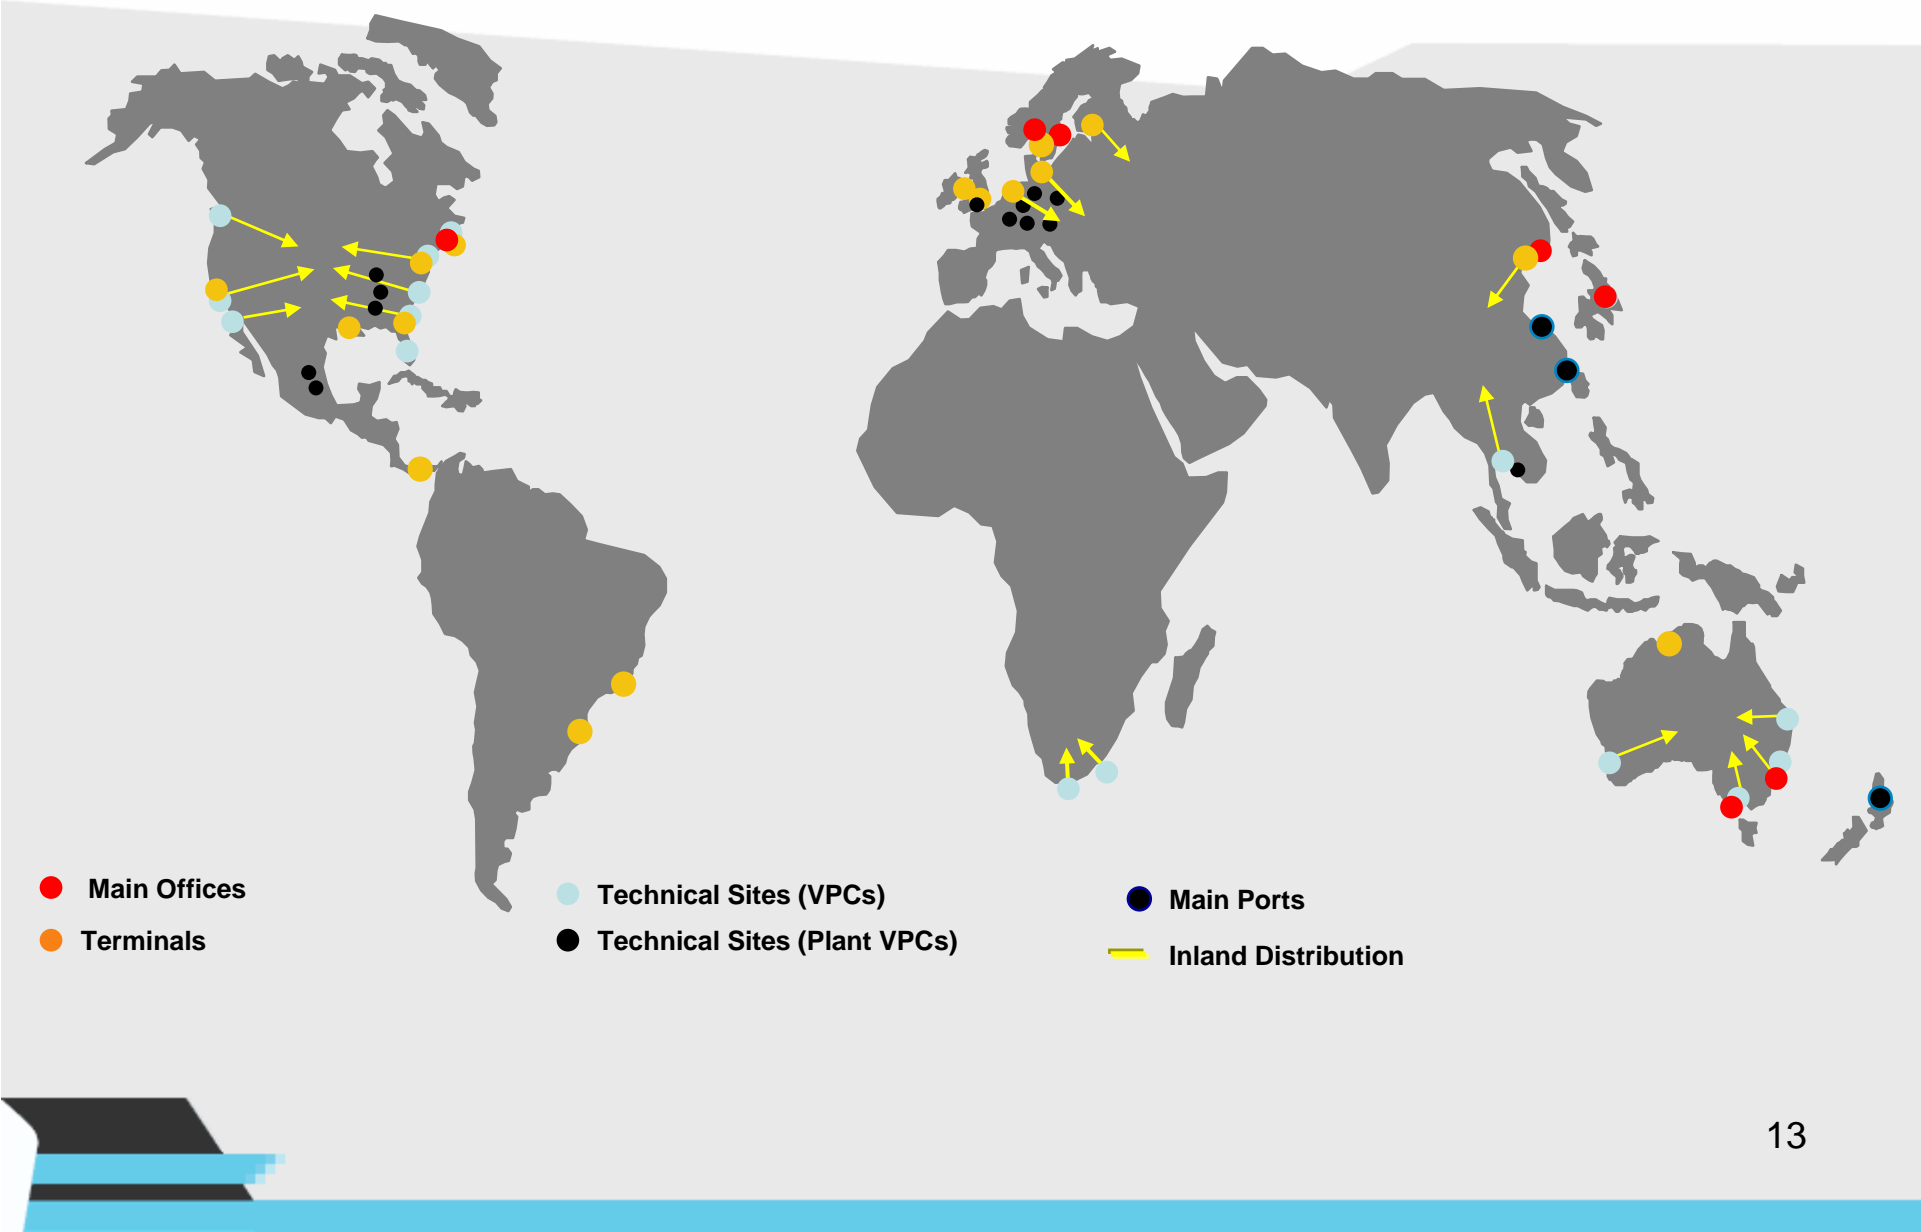 Main Offices
Terminals
Technical Sites (VPCs)
Technical Sites (Plant VPCs)
Main Ports
Inland Distribution
13